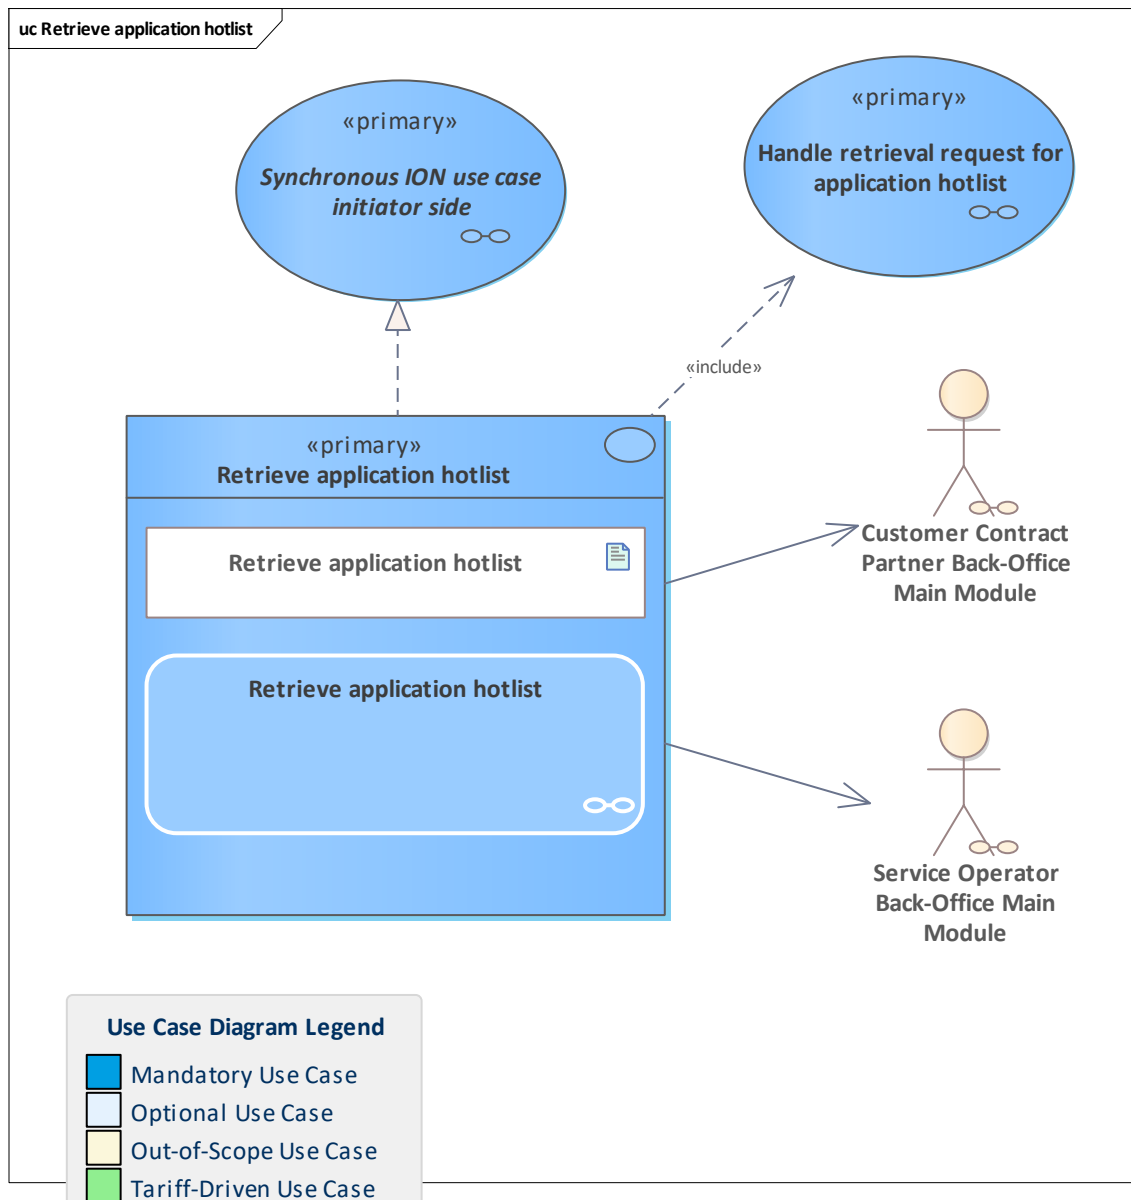 uc Retrieve application hotlist
«primary»
Synchronous ION use case
initiator side
«primary»
Handle retrieval request for
application hotlist
«include»
«primary»
Retrieve application hotlist
Retrieve application hotlist
Retrieve application hotlist
Customer Contract
Partner Back-Office
Main Module
Service Operator
Back-Office Main
Module
Use Case Diagram Legend
Mandatory Use Case
Optional Use Case
Out-of-Scope Use Case
Tariff-Driven Use Case